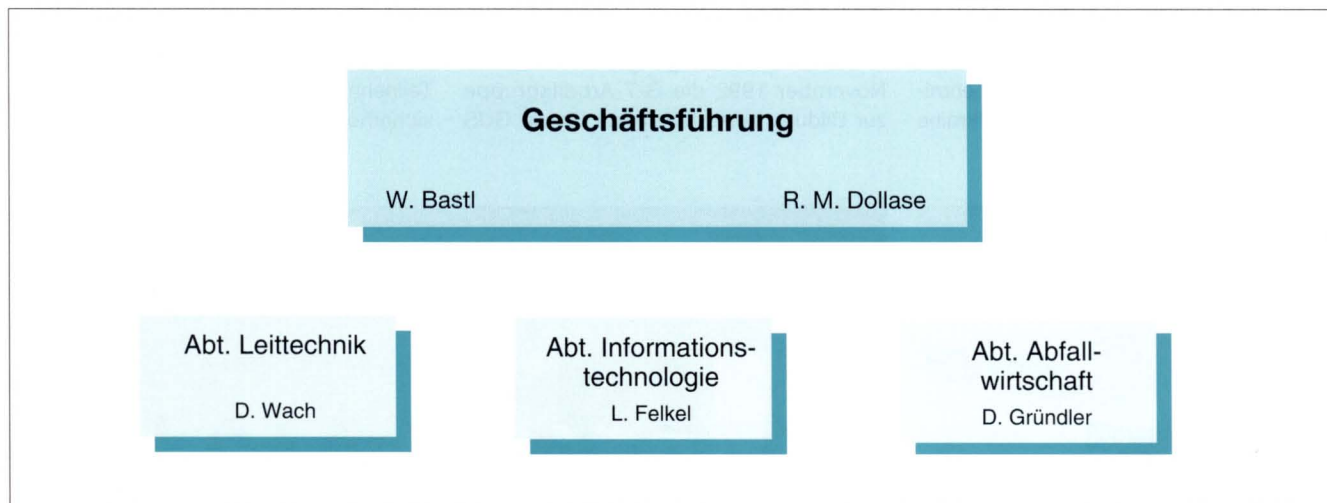 Geschäftsführung
W. Bastl R. M. Dollase
Abt. Leittechnik
D. Wach
Abt. Informations-
technologie
L. Felkel
Abt. Abfall-
wirtschaft
D. Gründler